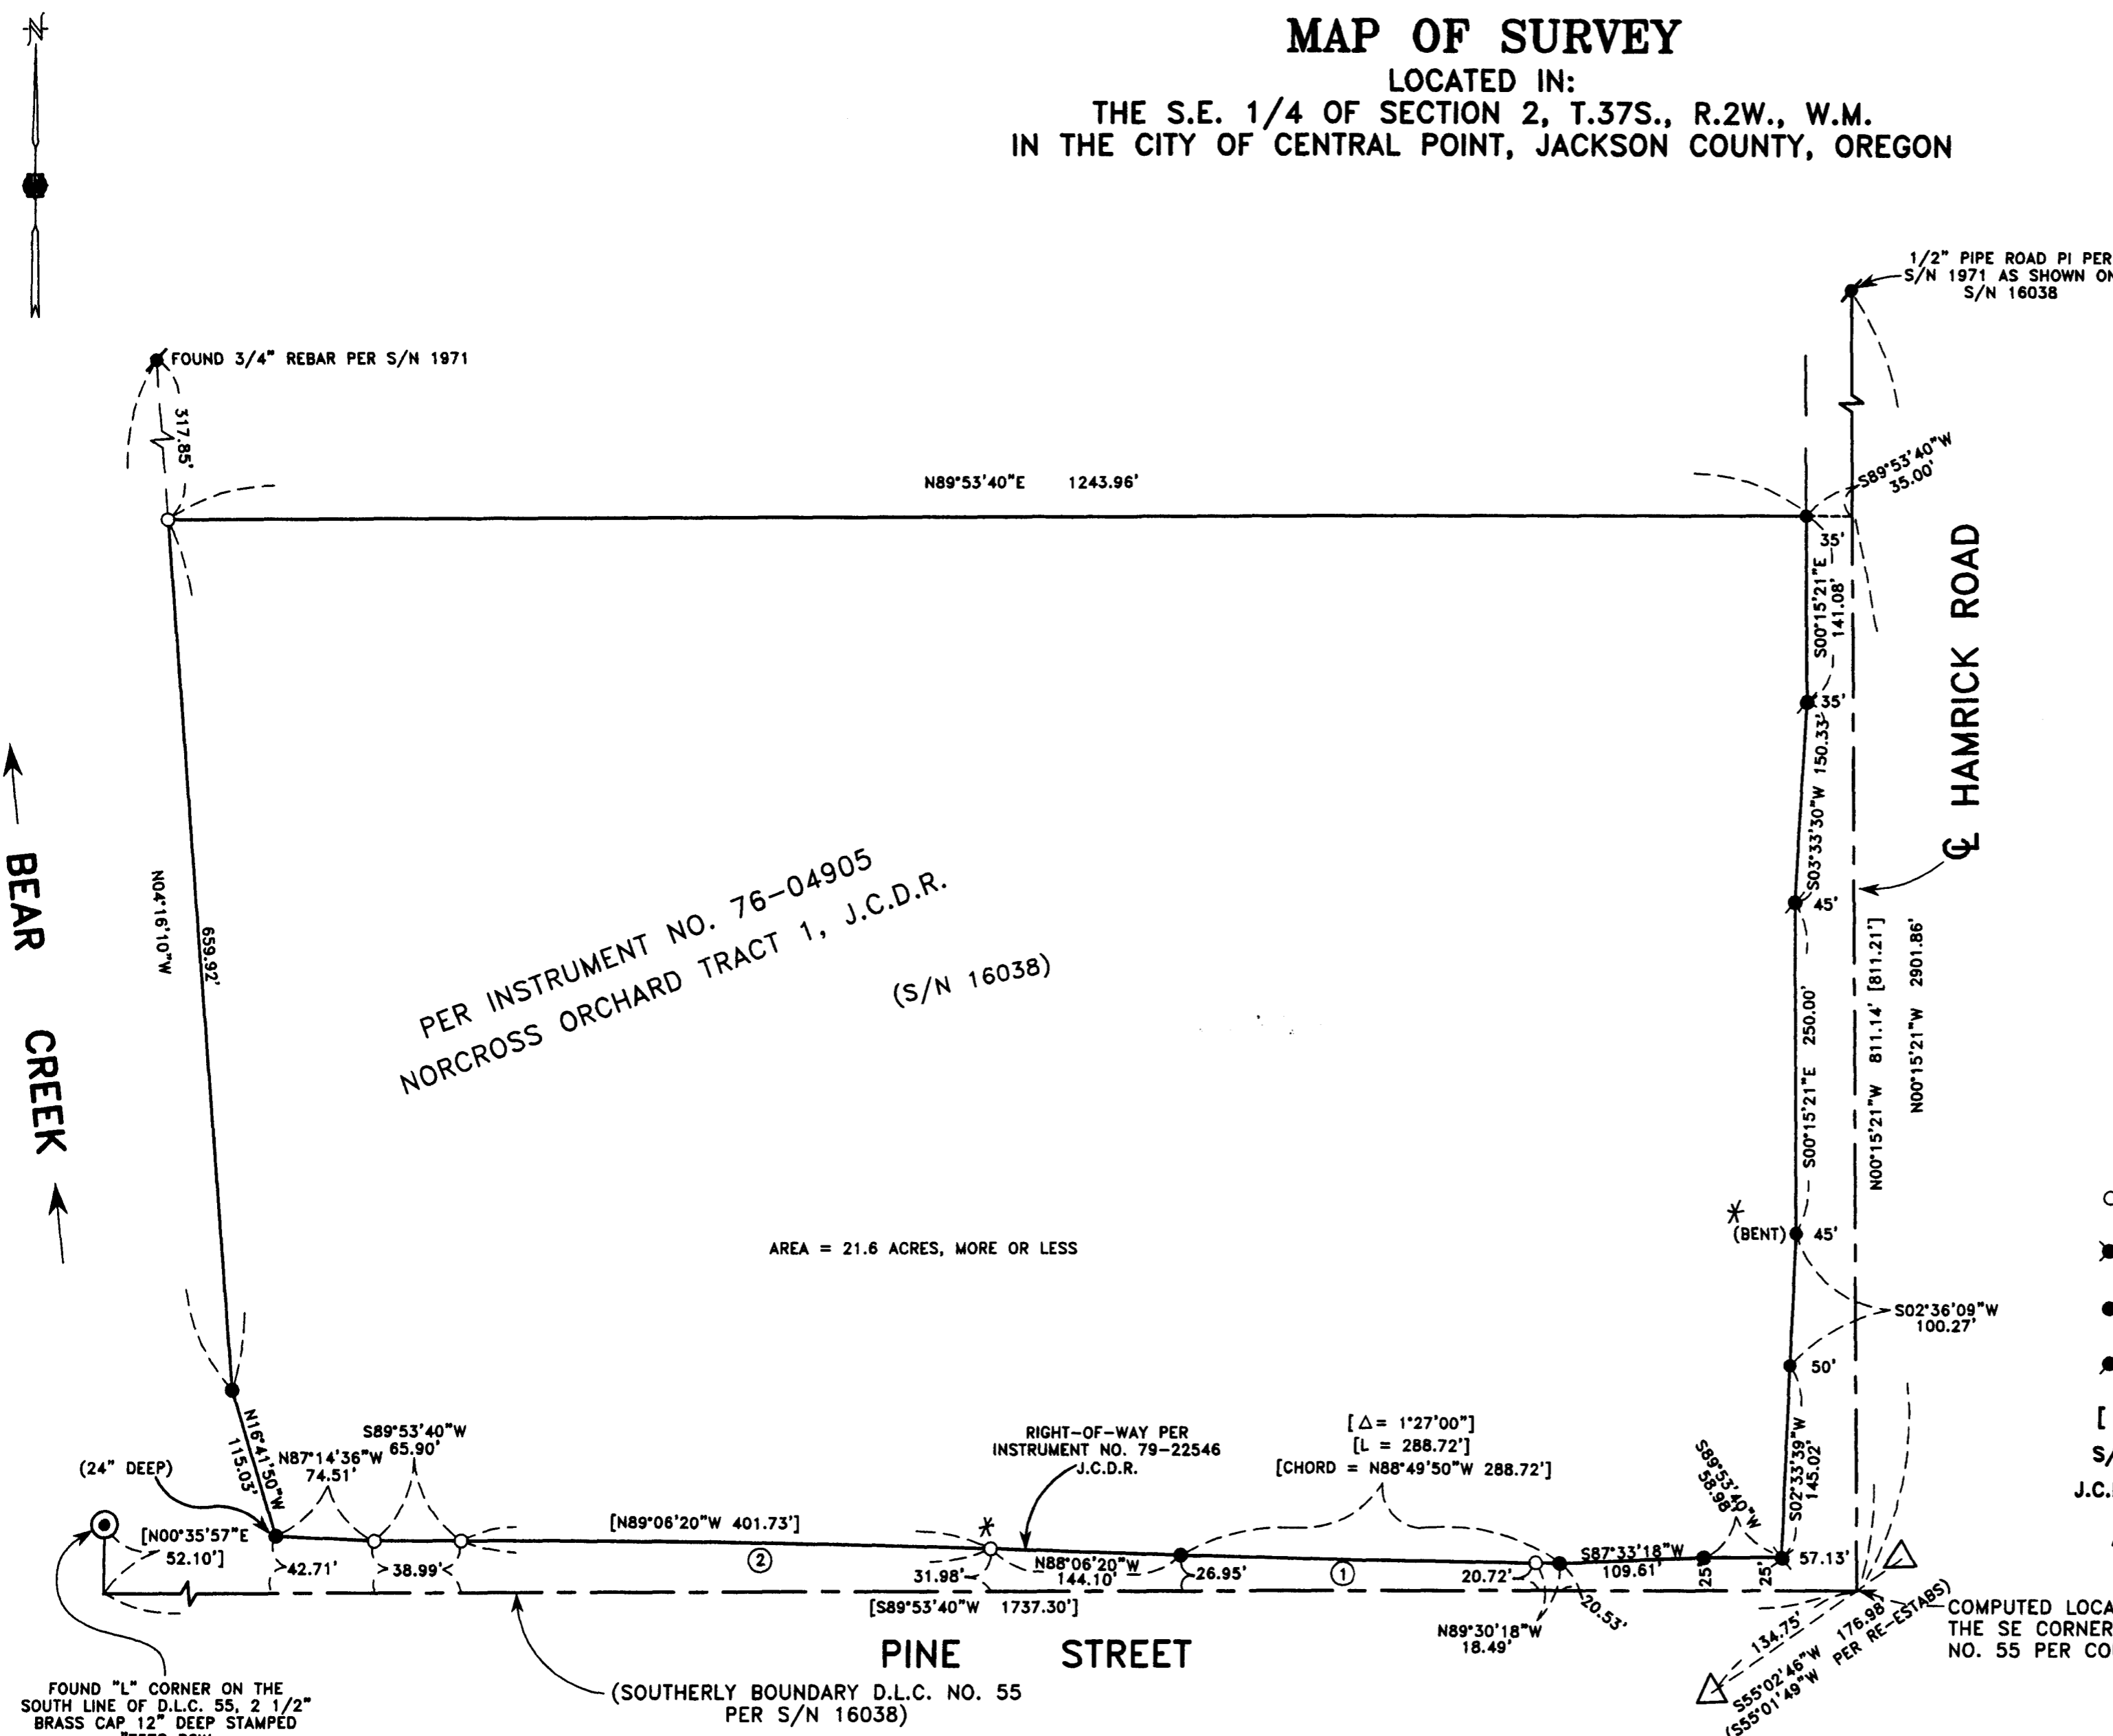 N
MAP OF SURVEY
LOCATED IN:
THE S.E. 1/4 OF SECTION 2, T.37S., R.2W., W.M.
IN THE CITY OF CENTRAL POINT, JACKSON COUNTY, OREGON
1/2" PIPE ROAD PI PER
S/N 1971 AS SHOWN ON
S/N 16038
FOUND 3/4" REBAR PER S/N 1971
317.85'
N89°53'40"E 1243.96'
S89°53'40"W
35.00'
35'
S00°15'21"E
141.08'
35'
S03°33'30"W 150.33'
45'
℄ HAMRICK ROAD
N04°16'10"W
659.92'
BEAR CREEK
PER INSTRUMENT NO. 76-04905
NORCROSS ORCHARD TRACT 1, J.C.D.R.
(S/N 16038)
S00°15'21"E 250.00'
N00°15'21"W 811.14' [811.21']
N00°15'21"W 2901.86'
AREA = 21.6 ACRES, MORE OR LESS
*
(BENT)
45'
S02°36'09"W
100.27'
50'
N16°41'50"W
115.03'
(24" DEEP)
N87°14'36"W
74.51'
S89°53'40"W
65.90'
RIGHT-OF-WAY PER
INSTRUMENT NO. 79-22546
J.C.D.R.
[Δ= 1°27'00"]
[L = 288.72']
[CHORD = N88°49'50"W 288.72']
S89°53'40"W
58.98'
S02°33'39"W
145.02'
[
S/
J.C.
[N00°35'57"E
52.10']
42.71'
38.99'
[N89°06'20"W 401.73']
2
*
31.98'
N88°06'20"W
144.10'
26.95'
1
20.72'
S87°33'18"W
109.61'
25'
25'
57.13'
[S89°53'40"W 1737.30']
N89°30'18"W
18.49'
20.53'
PINE STREET
134.75'
176.98
S55°02'46"W
(S55°01'49"W PER RE-ESTABS)
COMPUTED LOCA
THE SE CORNER
NO. 55 PER CO
(SOUTHERLY BOUNDARY D.L.C. NO. 55
PER S/N 16038)
FOUND "L" CORNER ON THE
SOUTH LINE OF D.L.C. 55, 2 1/2"
BRASS CAP 12" DEEP STAMPED